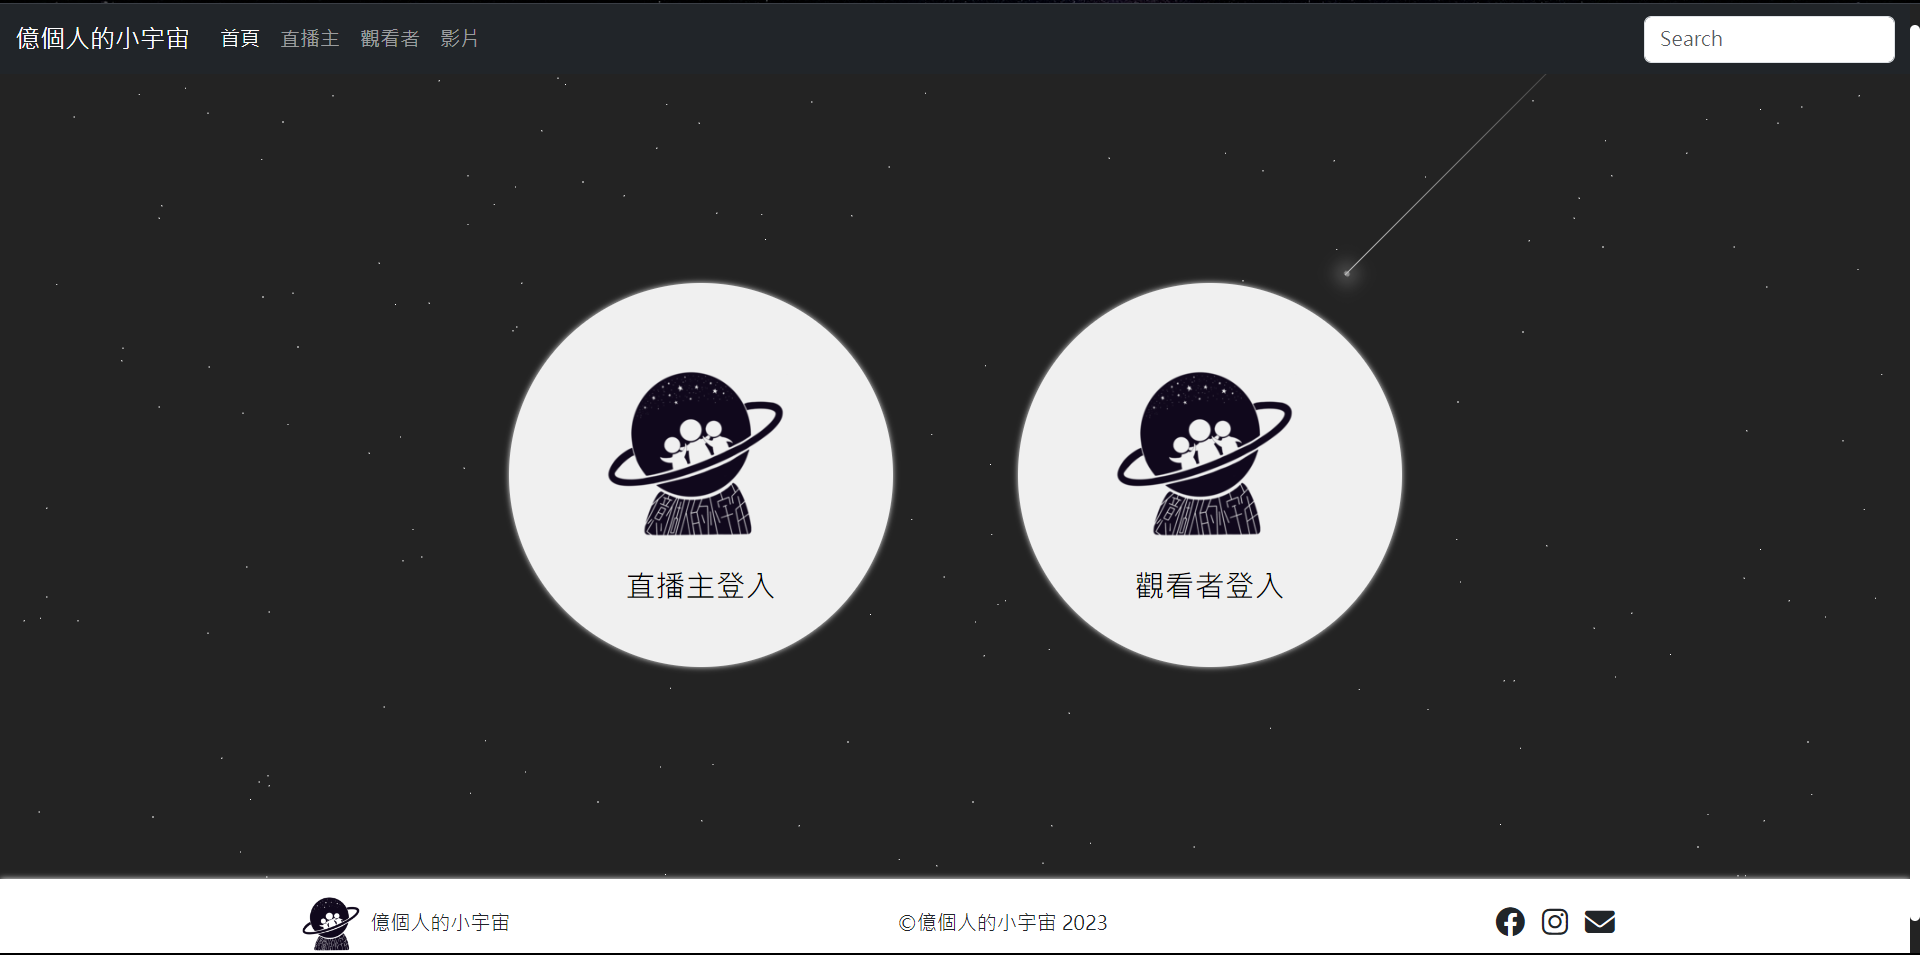 億個人的小宇宙 首頁 直播主 觀看者 影片 Search
直播主登入
觀看者登入
億個人的小宇宙
©億個人的小宇宙 2023